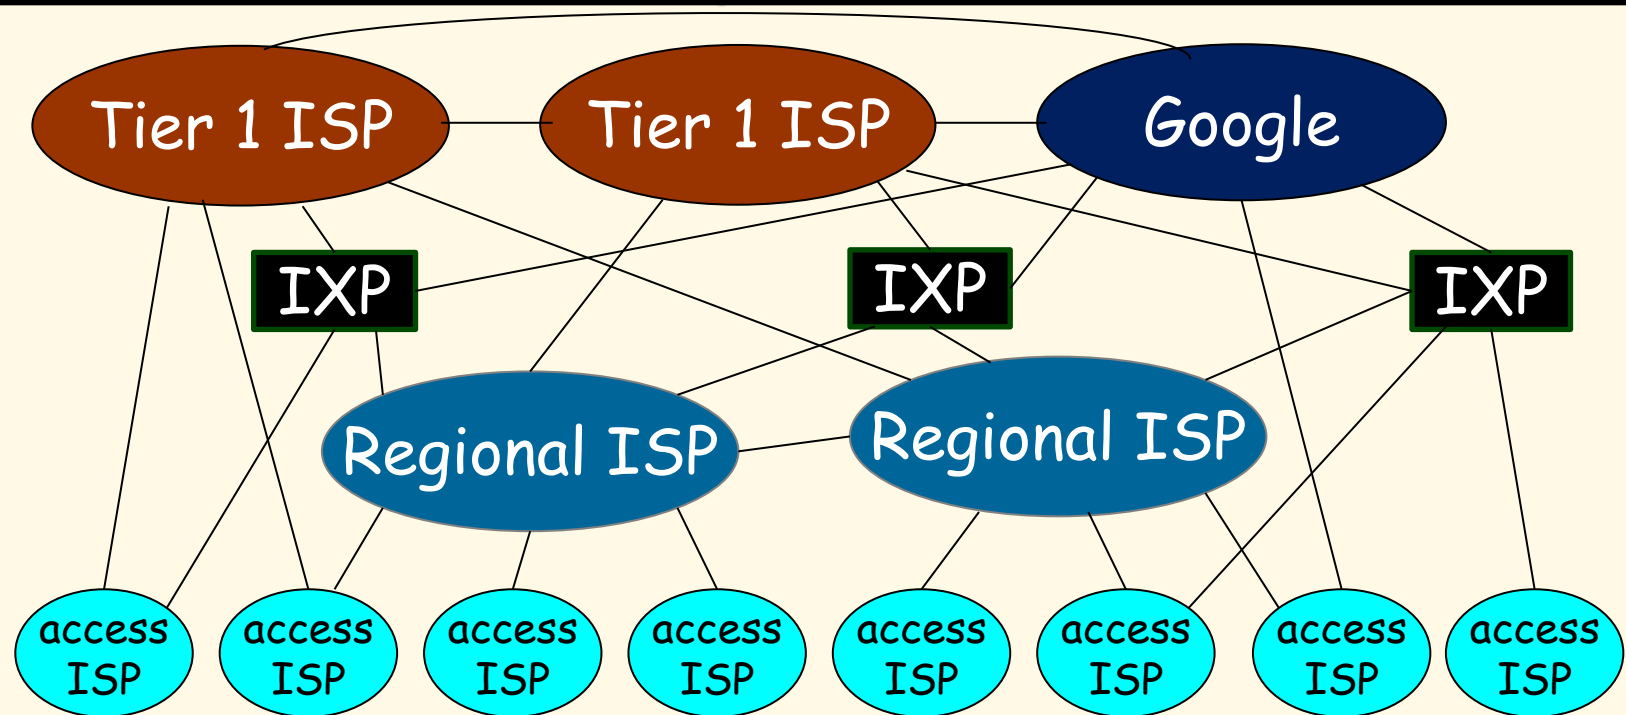 Tier 1 ISP
Tier 1 ISP
Google
IXP
IXP
IXP
Regional ISP
Regional ISP
access
ISP
access
ISP
access
ISP
access
ISP
access
ISP
access
ISP
access
ISP
access
ISP